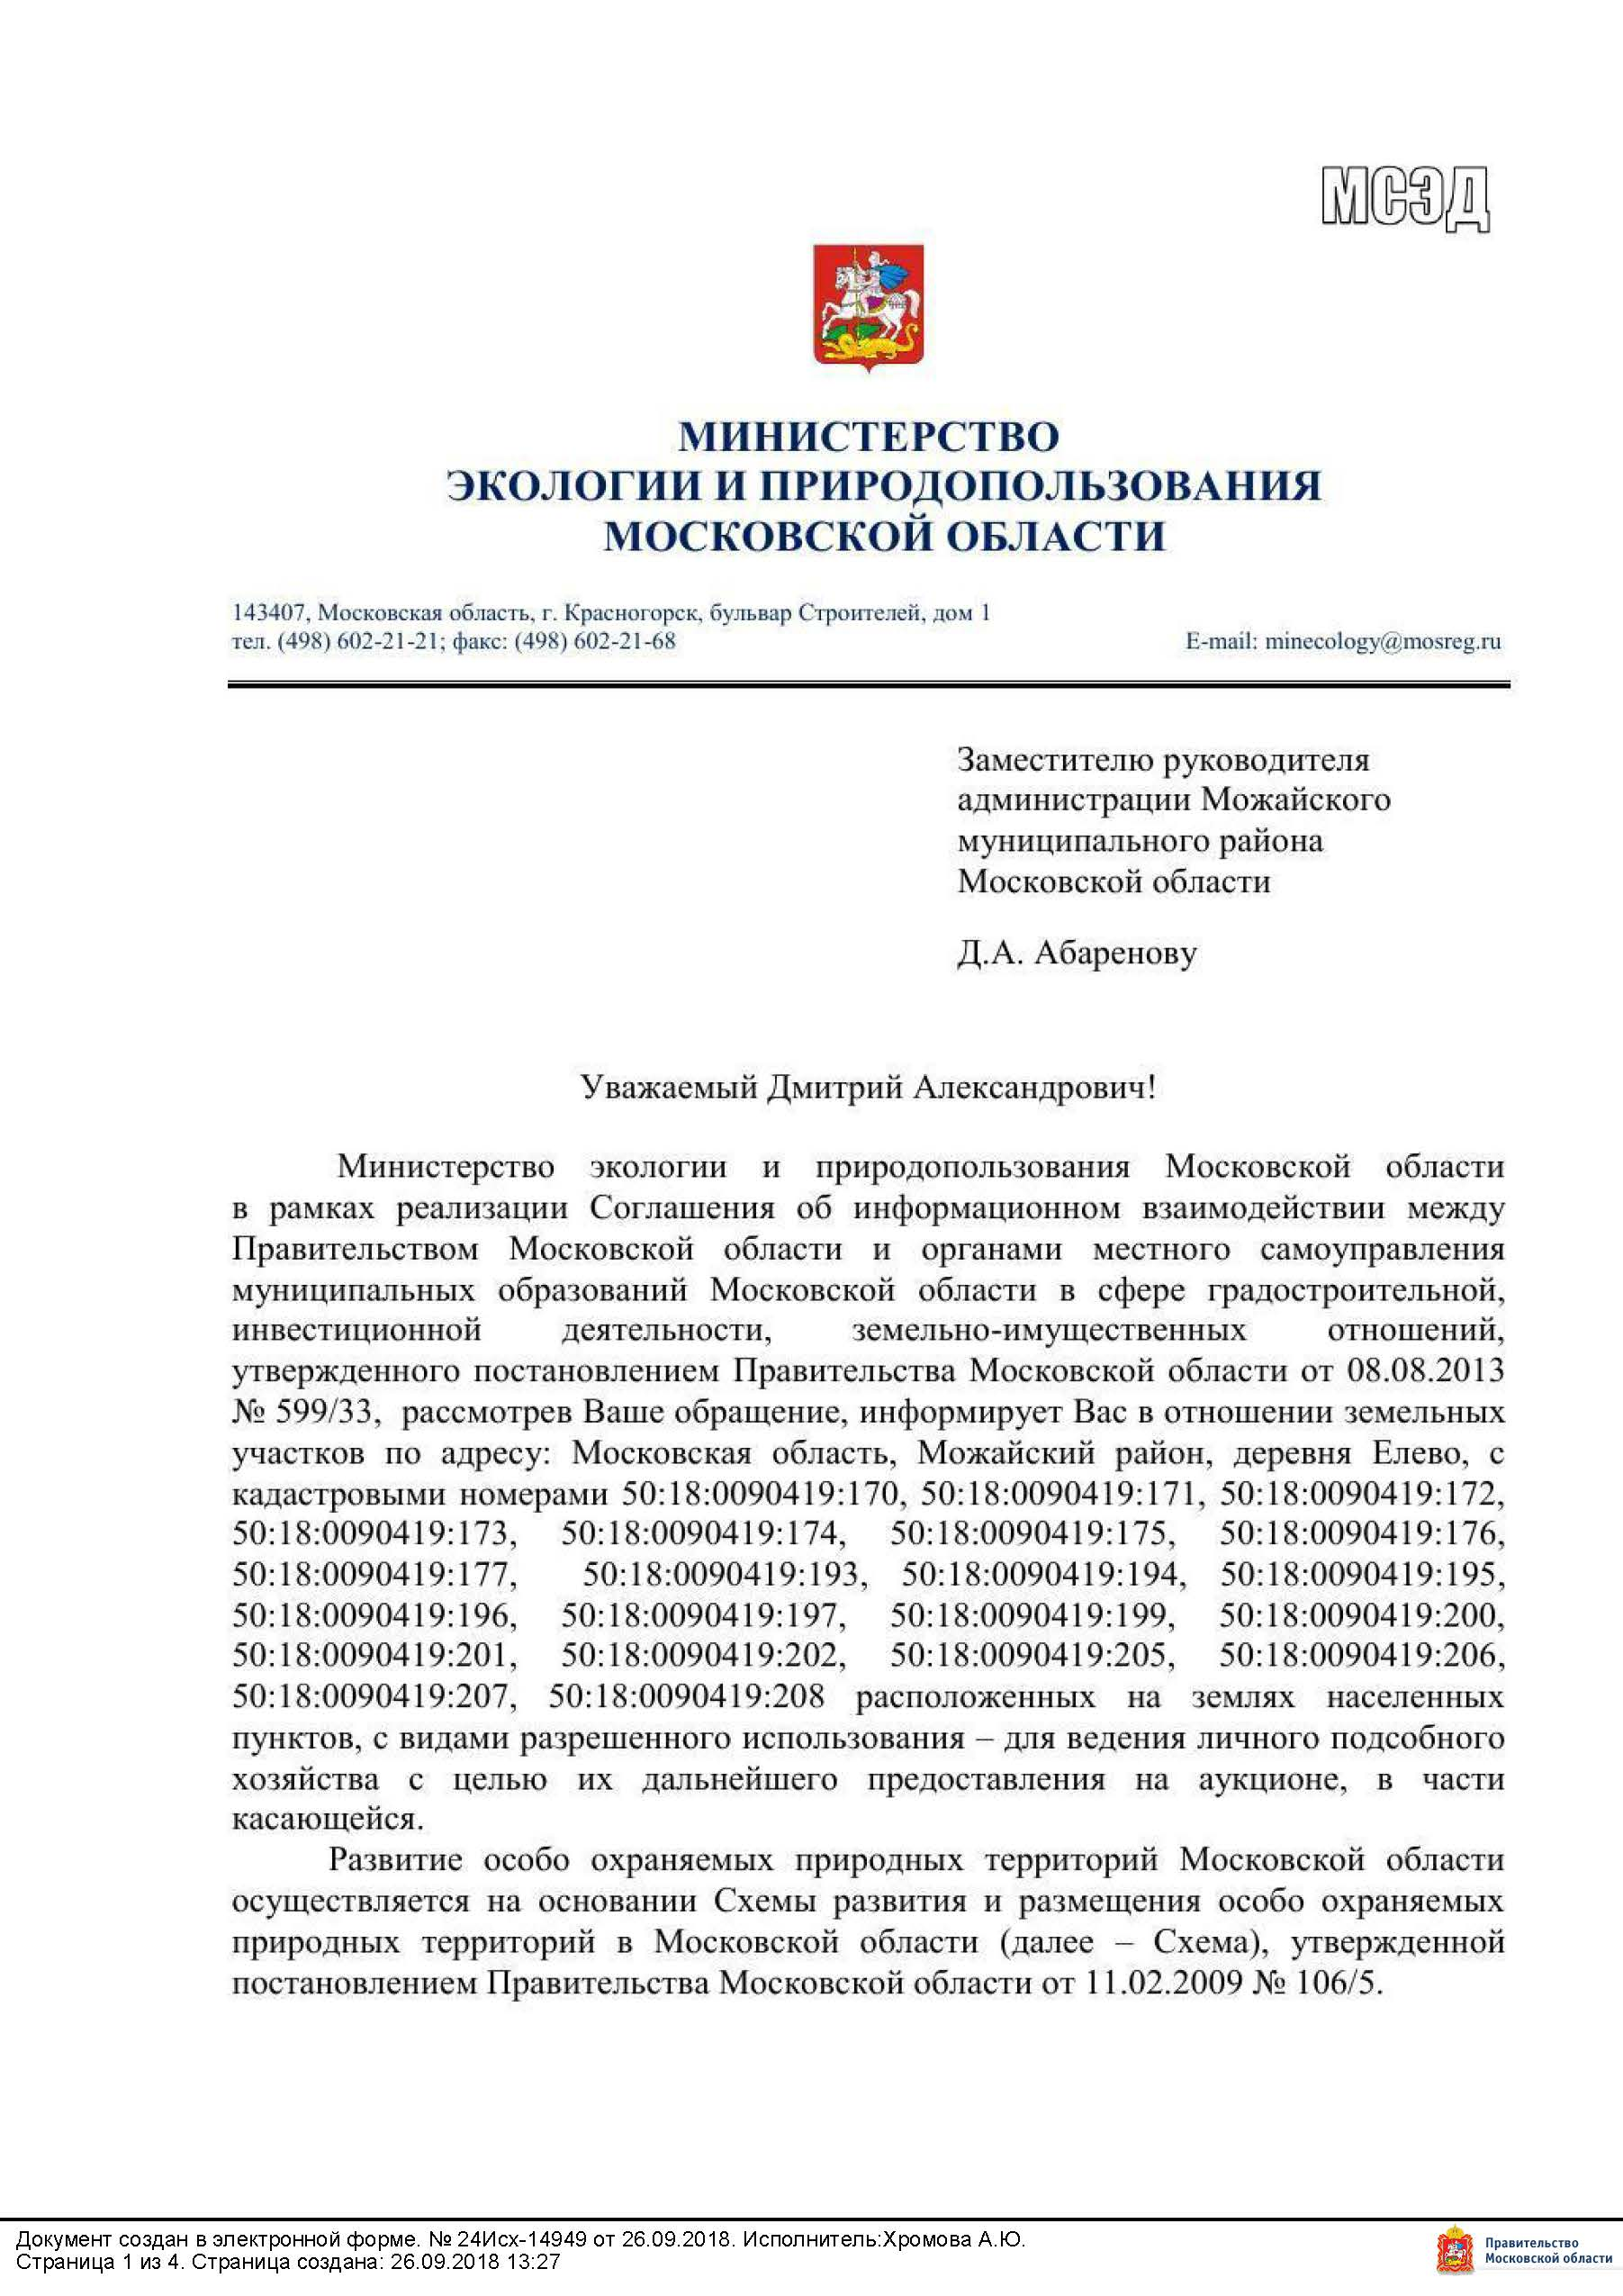 МСЭД
МИНИСТЕРСТВО
ЭКОЛОГИИ И ПРИРОДОПОЛЬЗОВАНИЯ
МОСКОВСКОЙ ОБЛАСТИ
143407, Московская область, г. Красногорск, бульвар Строителей, дом 1
тел. (498) 602-21-21; факс: (498) 602-21-68 E-mail: minecology@mosreg.ru
Заместителю руководителя
администрации Можайского
муниципального района
Московской области
Д.А. Абаренову
Уважаемый Дмитрий Александрович!
Министерство экологии и природопользования Московской области
в рамках реализации Соглашения об информационном взаимодействии между
Правительством Московской области и органами местного самоуправления
муниципальных образований Московской области в сфере градостроительной,
инвестиционной деятельности, земельно-имущественных отношений,
утвержденного постановлением Правительства Московской области от 08.08.2013
№ 599/33, рассмотрев Ваше обращение, информирует Вас в отношении земельных
участков по адресу: Московская область, Можайский район, деревня Елево, с
кадастровыми номерами 50:18:0090419:170, 50:18:0090419:171, 50:18:0090419:172,
50:18:0090419:173, 50:18:0090419:174, 50:18:0090419:175, 50:18:0090419:176,
50:18:0090419:177, 50:18:0090419:193, 50:18:0090419:194, 50:18:0090419:195,
50:18:0090419:196, 50:18:0090419:197, 50:18:0090419:199, 50:18:0090419:200,
50:18:0090419:201, 50:18:0090419:202, 50:18:0090419:205, 50:18:0090419:206,
50:18:0090419:207, 50:18:0090419:208 расположенных на землях населенных
пунктов, с видами разрешенного использования – для ведения личного подсобного
хозяйства с целью их дальнейшего предоставления на аукционе, в части
касающейся.
Развитие особо охраняемых природных территорий Московской области
осуществляется на основании Схемы развития и размещения особо охраняемых
природных территорий в Московской области (далее – Схема), утвержденной
постановлением Правительства Московской области от 11.02.2009 № 106/5.
Документ создан в электронной форме. № 24Исх-14949 от 26.09.2018. Исполнитель:Хромова А.Ю.
Страница 1 из 4. Страница создана: 26.09.2018 13:27
Правительство
Московской области